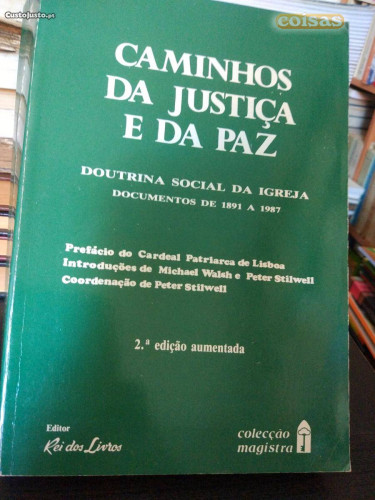 CustoJusto.pt
coisas
CAMINHOS
DA JUSTIÇA
E DA PAZ
DOUTRINA SOCIAL DA IGREJA
DOCUMENTOS DE 1891 A 1987
Prefácio do Cardeal Patriarca de Lisboa
Introduções de Michael Walsh e Peter Stilwell
Coordenação de Peter Stilwell
2.ª edição aumentada
Editor
Rei dos Livros
colecção
magistra